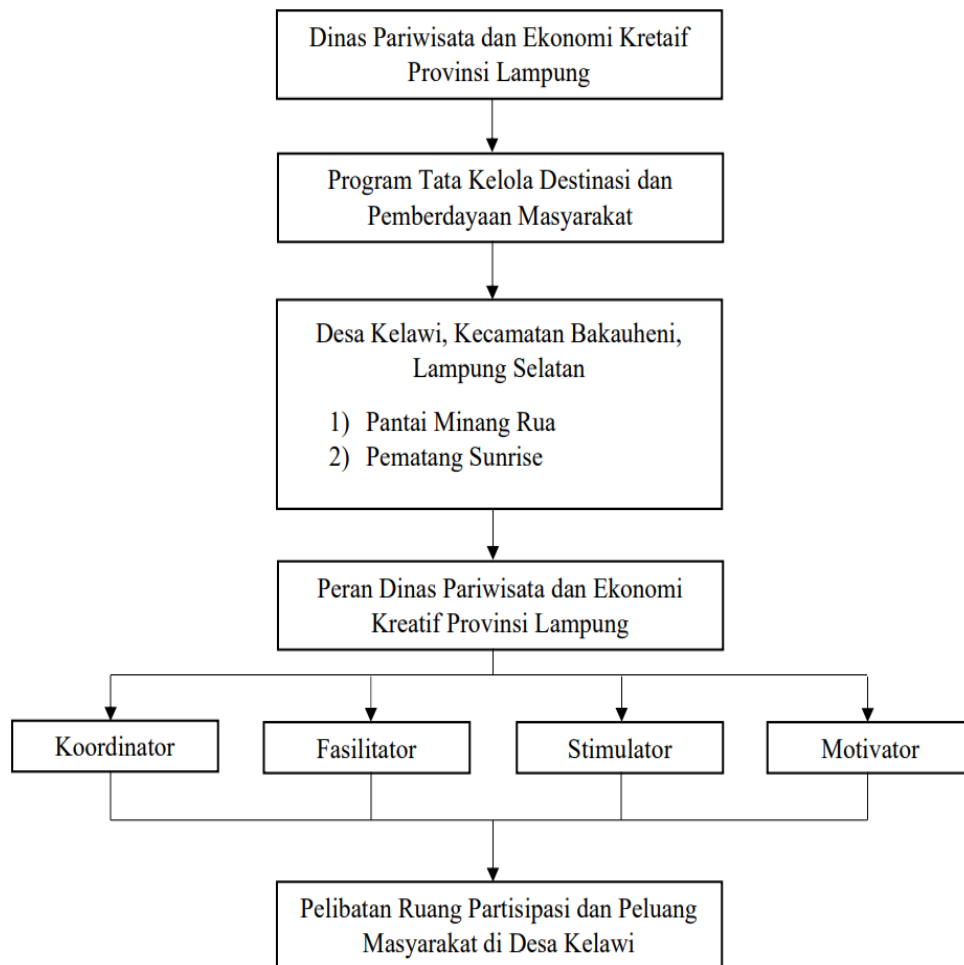 Dinas Pariwisata dan Ekonomi Kretaif
Provinsi Lampung
Program Tata Kelola Destinasi dan
Pemberdayaan Masyarakat
Desa Kelawi, Kecamatan Bakauheni,
Lampung Selatan
1) Pantai Minang Rua
2) Pematang Sunrise
Peran Dinas Pariwisata dan Ekonomi
Kreatif Provinsi Lampung
Koordinator
Fasilitator
Stimulator
Motivator
Pelibatan Ruang Partisipasi dan Peluang
Masyarakat di Desa Kelawi